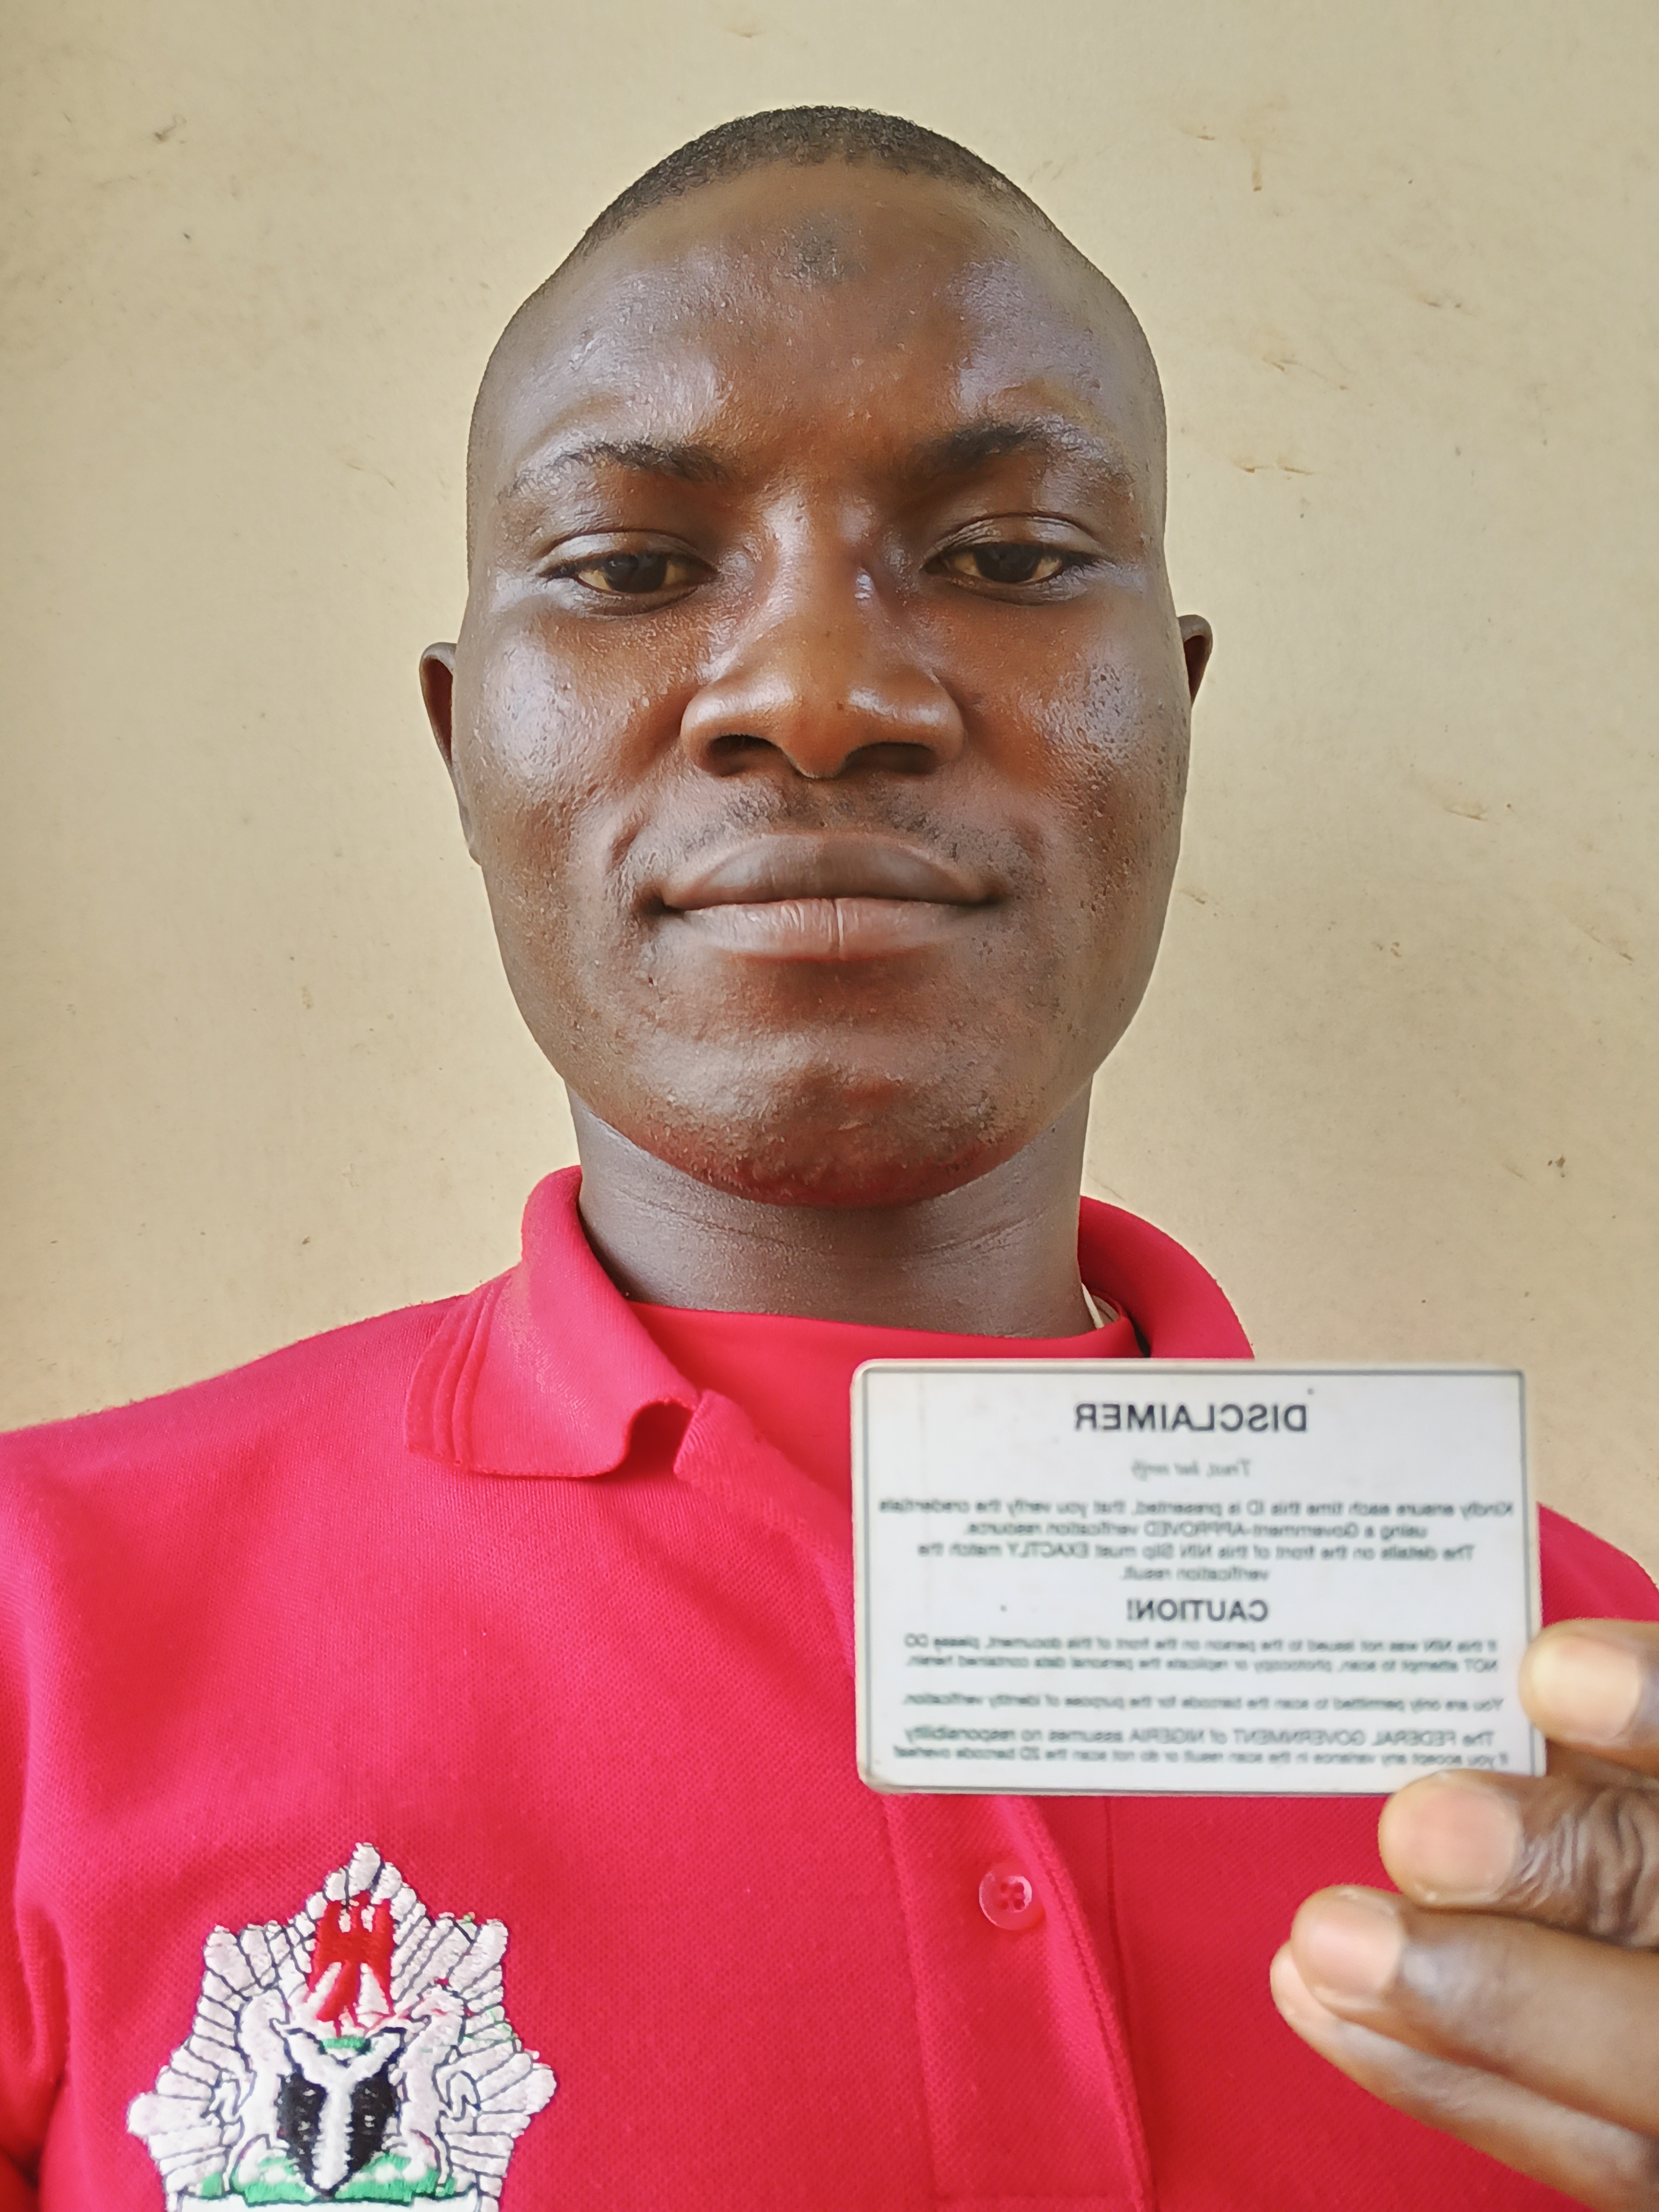 DISCLAIMER
Trust, but verify
Kindly ensure each time this ID is presented, that you verify the credentials
using a Government-APPROVED verification resource.
The details on the front of this NIN Slip must EXACTLY match the
verification result.
CAUTION!
If this NIN was not issued to the person on the front of this document, please DO
NOT attempt to scan, photocopy or replicate the personal data contained herein.
You are only permitted to scan the barcode for the purpose of identity verification.
The FEDERAL GOVERNMENT of NIGERIA assumes no responsibility
if you accept any variance in the scan result or do not scan the 2D barcode overleaf